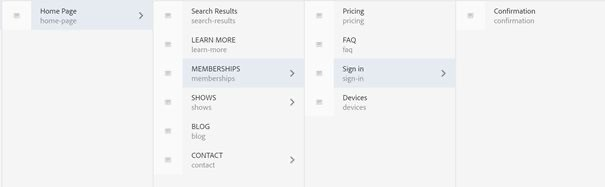 Home Page
home-page
Search Results
search-results
LEARN MORE
learn-more
MEMBERSHIPS
memberships
SHOWS
shows
BLOG
blog
CONTACT
contact
Pricing
pricing
FAQ
faq
Sign in
sign-in
Devices
devices
Confirmation
confirmation